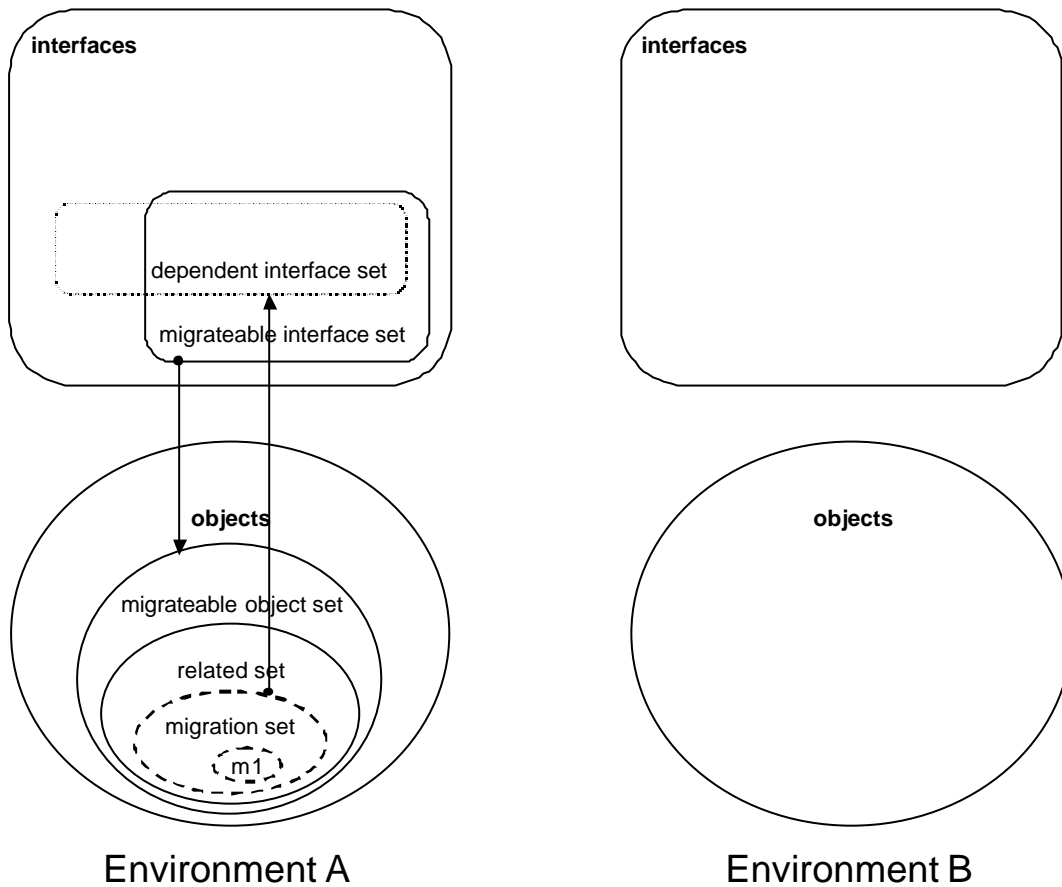 interfaces
interfaces
dependent interface set
migrateable interface set
objects
objects
migrateable object set
related set
migration set
m1
Environment A
Environment B